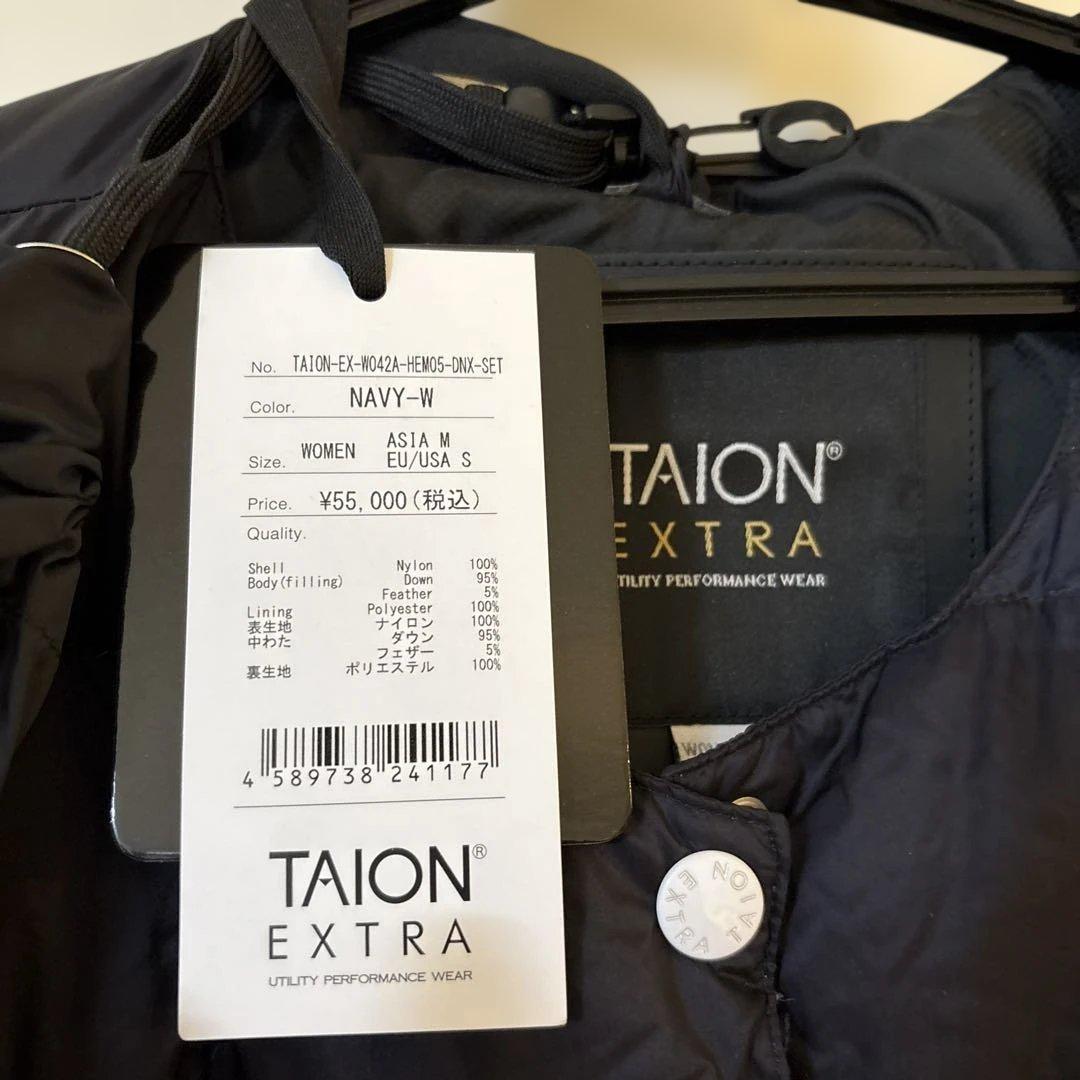 No. TAION-EX-W042A-HEM05-DNX-SET
Color. NAVY-W
Size. WOMEN ASIA M
EU/USA S
Price. ¥55,000(税込)
Quality.
Shell Nylon 100%
Body(filling) Down 95%
Feather 5%
Lining Polyester 100%
表生地 ナイロン 100%
中わた ダウン 95%
フェザー 5%
裏生地 ポリエステル 100%
4 589738 241177
TAION®
EXTRA
UTILITY PERFORMANCE WEAR
TAION®
EXTRA
UTILITY PERFORMANCE WEAR
TAION EXTRA